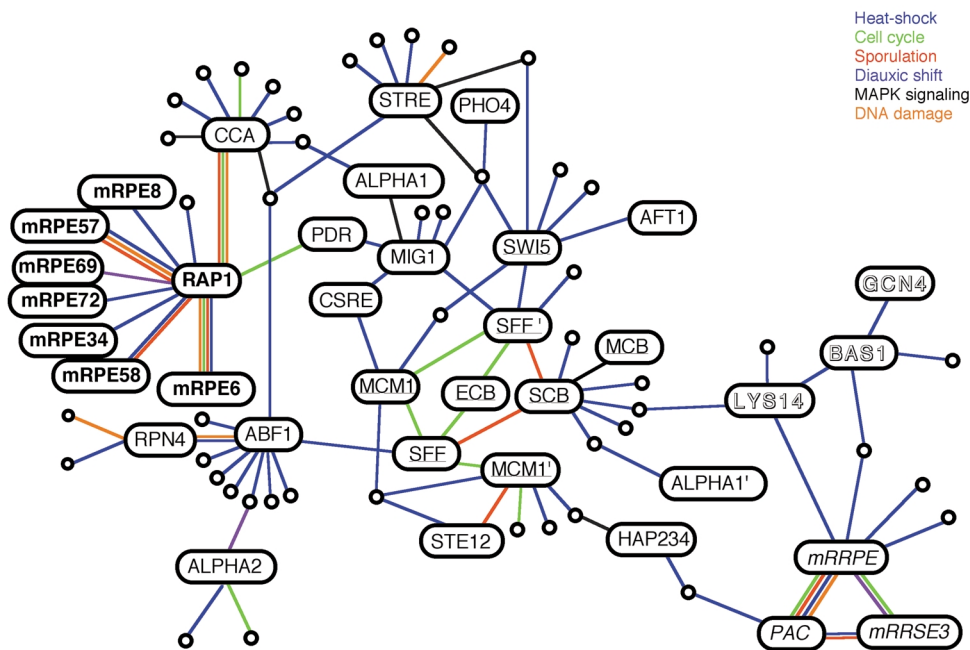 Heat-shock
Cell cycle
Sporulation
Diauxic shift
MAPK signaling
DNA damage
STRE
PHO4
CCA
ALPHA1
mRPE8
mRPE57
PDR
MIG1
SWI5
AFT1
mRPE69
RAP1
GCN4
mRPE72
CSRE
SFF'
mRPE34
MCB
BAS1
mRPE58
mRPE6
MCM1
ECB
SCB
LYS14
RPN4
ABF1
SFF
MCM1'
ALPHA1'
STE12
HAP234
mRRPE
ALPHA2
PAC
mRRSE3